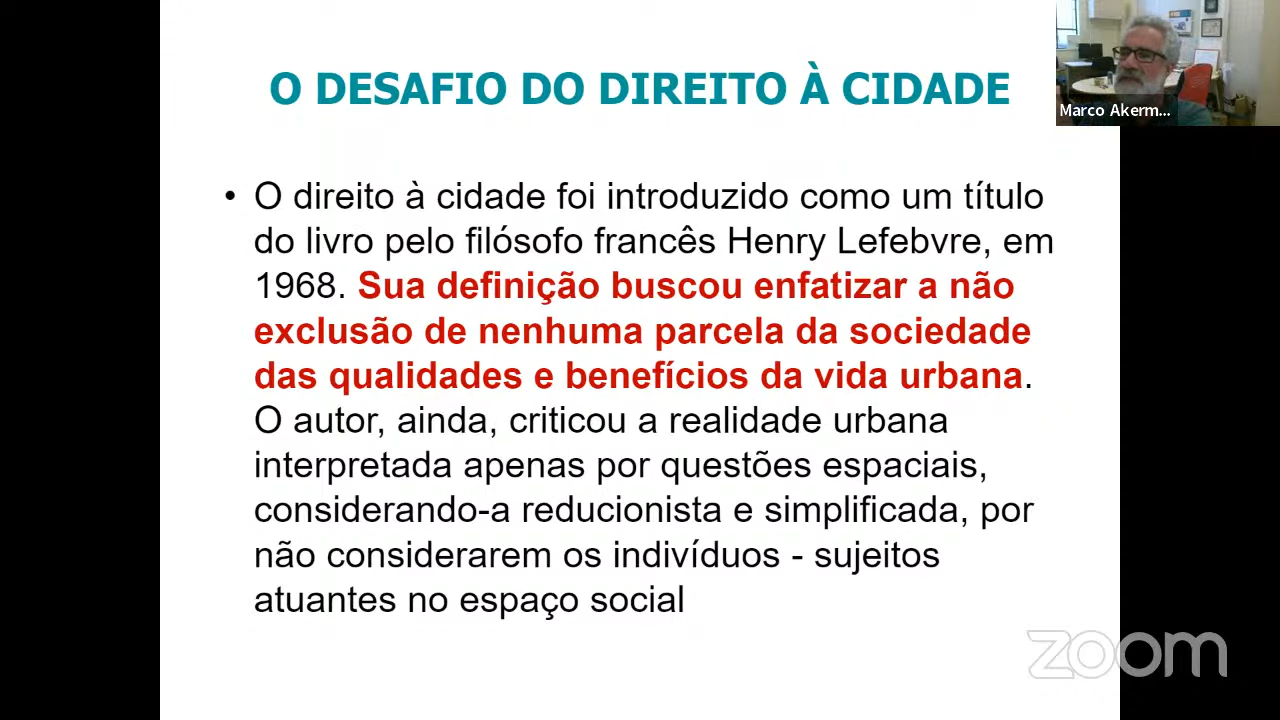 O DESAFIO DO DIREITO À CIDADE
Marco Akerm...
• O direito à cidade foi introduzido como um título
do livro pelo filósofo francês Henry Lefebvre, em
1968. Sua definição buscou enfatizar a não
exclusão de nenhuma parcela da sociedade
das qualidades e benefícios da vida urbana.
O autor, ainda, criticou a realidade urbana
interpretada apenas por questões espaciais,
considerando-a reducionista e simplificada, por
não considerarem os indivíduos - sujeitos
atuantes no espaço social
zoom